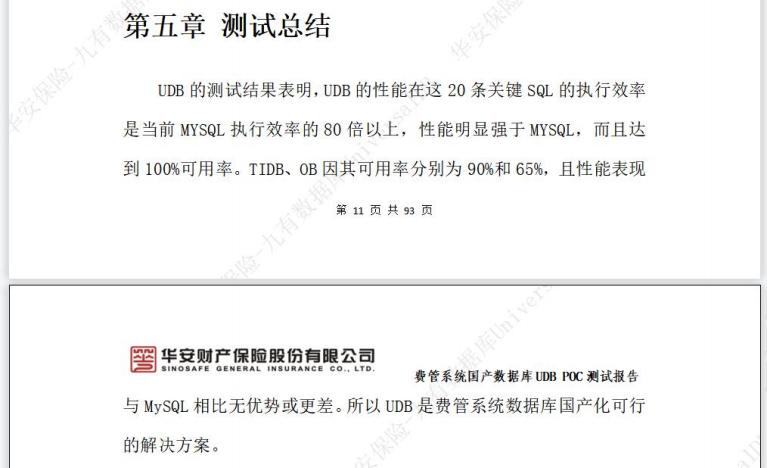 第五章 测试总结
UDB 的测试结果表明,UDB 的性能在这 20 条关键 SQL 的执行效率
是当前 MYSQL 执行效率的 80 倍以上，性能明显强于 MYSQL，而且达
到 100%可用率。TIDB、OB 因其可用率分别为 90%和 65%，且性能表现
第 11 页 共 93 页
华安财产保险股份有限公司
SINOSAFE GENERAL INSURANCE CO., LTD.
费管系统国产数据库 UDB POC 测试报告
与 MySQL 相比无优势或更差。所以 UDB 是费管系统数据库国产化可行
的解决方案。